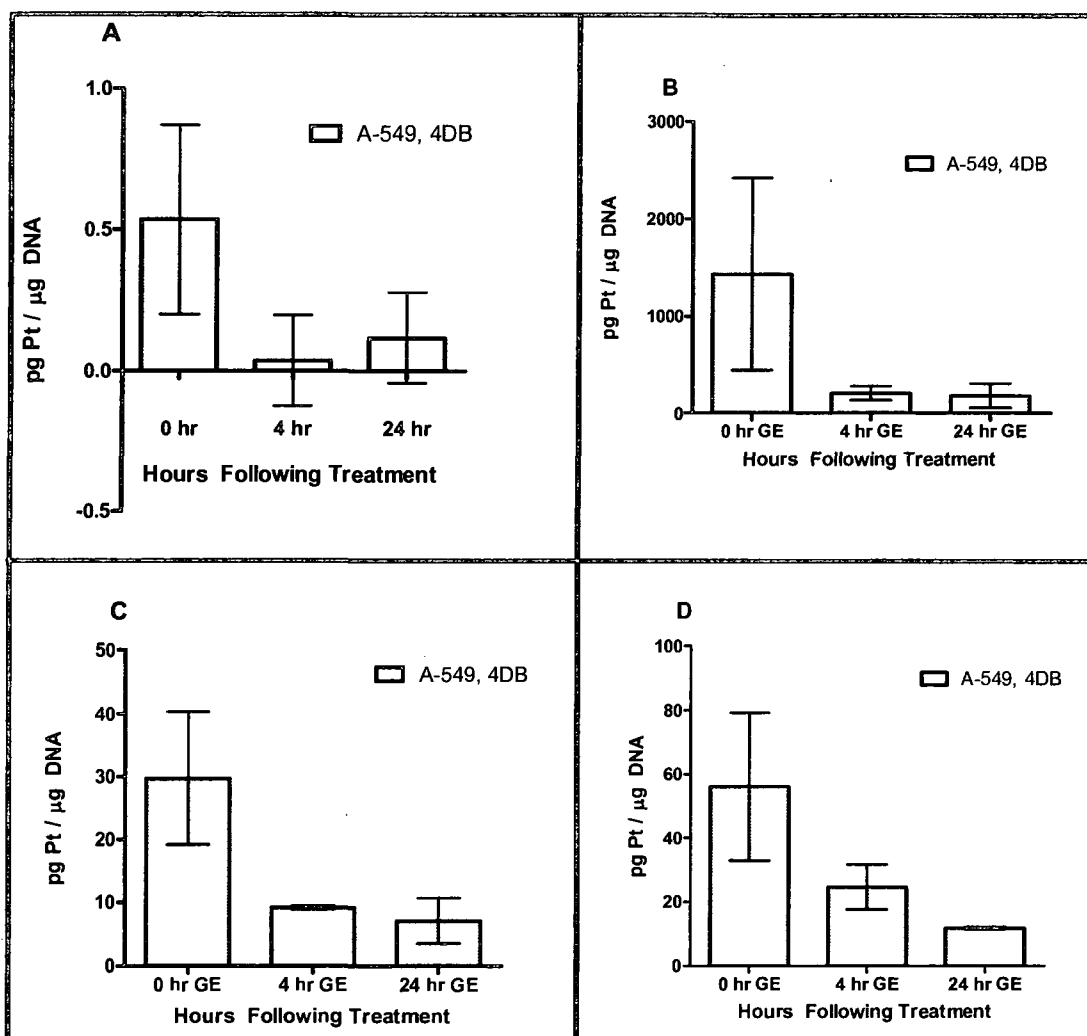 A
1.0
0.5
0.0
-0.5
pg Pt / µg DNA
A-549, 4DB
0 hr 4 hr 24 hr
Hours Following Treatment
B
3000
2000
1000
0
pg Pt / µg DNA
A-549, 4DB
0 hr GE 4 hr GE 24 hr GE
Hours Following Treatment
C
50
40
30
20
10
0
pg Pt / µg DNA
A-549, 4DB
0 hr GE 4 hr GE 24 hr GE
Hours Following Treatment
D
100
80
60
40
20
0
pg Pt / µg DNA
A-549, 4DB
0 hr GE 4 hr GE 24 hr GE
Hours Following Treatment